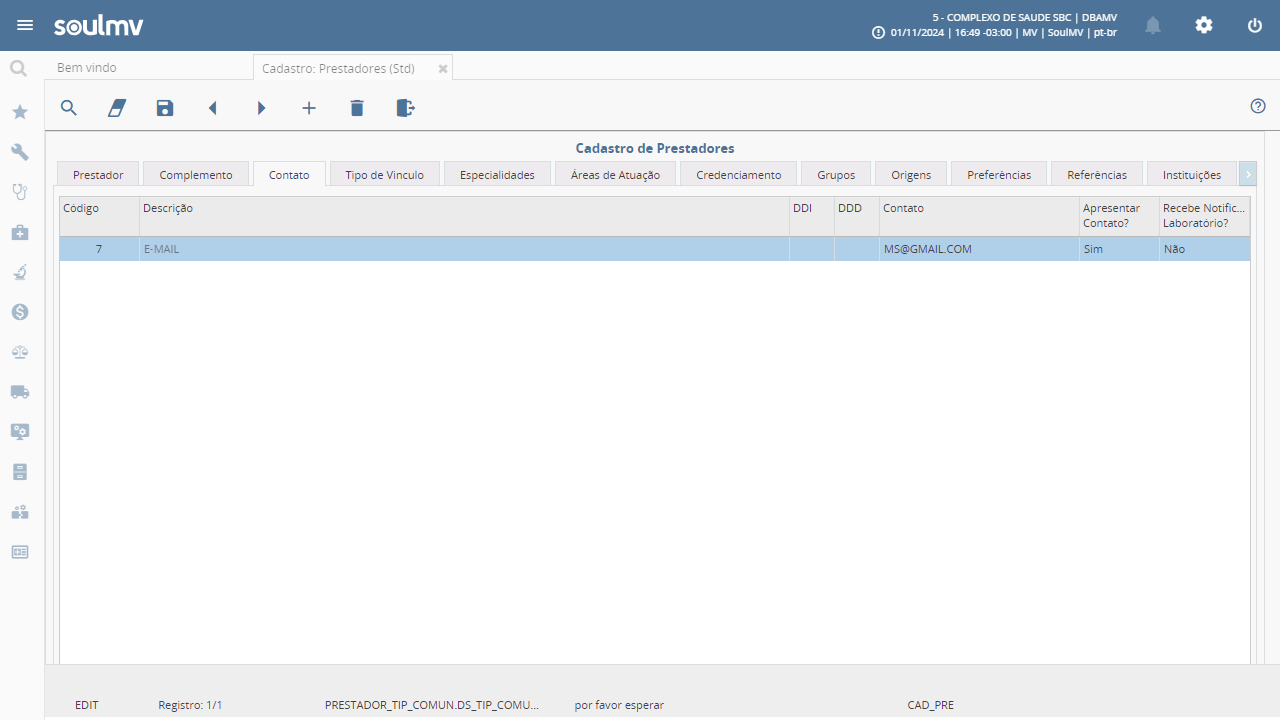 soulmv
5 - COMPLEXO DE SAUDE SBC | DBAMV
01/11/2024 | 16:49 -03:00 | MV | SoulMV | pt-br
Bem vindo
Cadastro: Prestadores (Std)
Cadastro de Prestadores
Prestador
Complemento
Contato
Tipo de Vinculo
Especialidades
Áreas de Atuação
Credenciamento
Grupos
Origens
Preferências
Referências
Instituições
Código
Descrição
DDI
DDD
Contato
Apresentar
Contato?
Recebe Notific...
Laboratório?
7
E-MAIL
MS@GMAIL.COM
Sim
Não
EDIT
Registro: 1/1
PRESTADOR_TIP_COMUN.DS_TIP_COMU...
por favor esperar
CAD_PRE